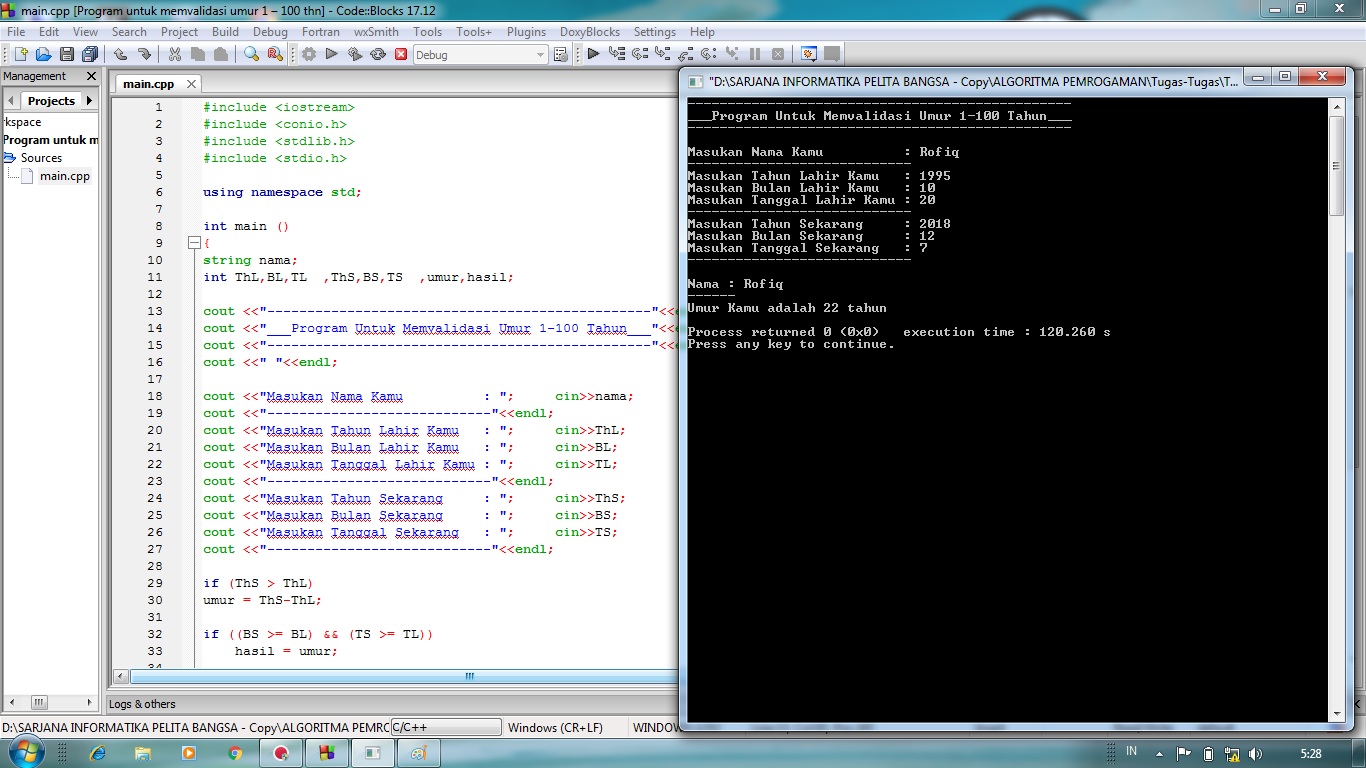 main.cpp [Program untuk memvalidasi umur 1 – 100 thn] - Code::Blocks 17.12
File Edit View Search Project Build Debug Fortran wxSmith Tools Tools+ Plugins DoxyBlocks Settings Help
Debug
Management
Projects
rkspace
Program untuk m
Sources
main.cpp
main.cpp
1 #include <iostream>
2 #include <conio.h>
3 #include <stdlib.h>
4 #include <stdio.h>
5
6 using namespace std;
7
8 int main ()
9 {
10 string nama;
11 int ThL,BL,TL  ,ThS,BS,TS  ,umur,hasil;
12
13 cout <<"------------------------------------------------"<<e
14 cout <<"___Program Untuk Memvalidasi Umur 1-100 Tahun___"<<e
15 cout <<"------------------------------------------------"<<e
16 cout <<" "<<endl;
17
18 cout <<"Masukan Nama Kamu          : ";     cin>>nama;
19 cout <<"----------------------------"<<endl;
20 cout <<"Masukan Tahun Lahir Kamu   : ";     cin>>ThL;
21 cout <<"Masukan Bulan Lahir Kamu   : ";     cin>>BL;
22 cout <<"Masukan Tanggal Lahir Kamu : ";     cin>>TL;
23 cout <<"----------------------------"<<endl;
24 cout <<"Masukan Tahun Sekarang     : ";     cin>>ThS;
25 cout <<"Masukan Bulan Sekarang     : ";     cin>>BS;
26 cout <<"Masukan Tanggal Sekarang   : ";     cin>>TS;
27 cout <<"----------------------------"<<endl;
28
29 if (ThS > ThL)
30 umur = ThS-ThL;
31
32 if ((BS >= BL) && (TS >= TL))
33     hasil = umur;
34
Logs & others
D:\SARJANA INFORMATIKA PELITA BANGSA - Copy\ALGORITMA PEMRO C/C++ Windows (CR+LF) WINDOW
"D:\SARJANA INFORMATIKA PELITA BANGSA - Copy\ALGORITMA PEMROGAMAN\Tugas-Tugas\T...
------------------------------------------------
___Program Untuk Memvalidasi Umur 1-100 Tahun___
------------------------------------------------
Masukan Nama Kamu          : Rofiq
----------------------------
Masukan Tahun Lahir Kamu   : 1995
Masukan Bulan Lahir Kamu   : 10
Masukan Tanggal Lahir Kamu : 20
----------------------------
Masukan Tahun Sekarang     : 2018
Masukan Bulan Sekarang     : 12
Masukan Tanggal Sekarang   : 7
----------------------------
Nama : Rofiq
------
Umur Kamu adalah 22 tahun
Process returned 0 (0x0)   execution time : 120.260 s
Press any key to continue.
IN 5:28